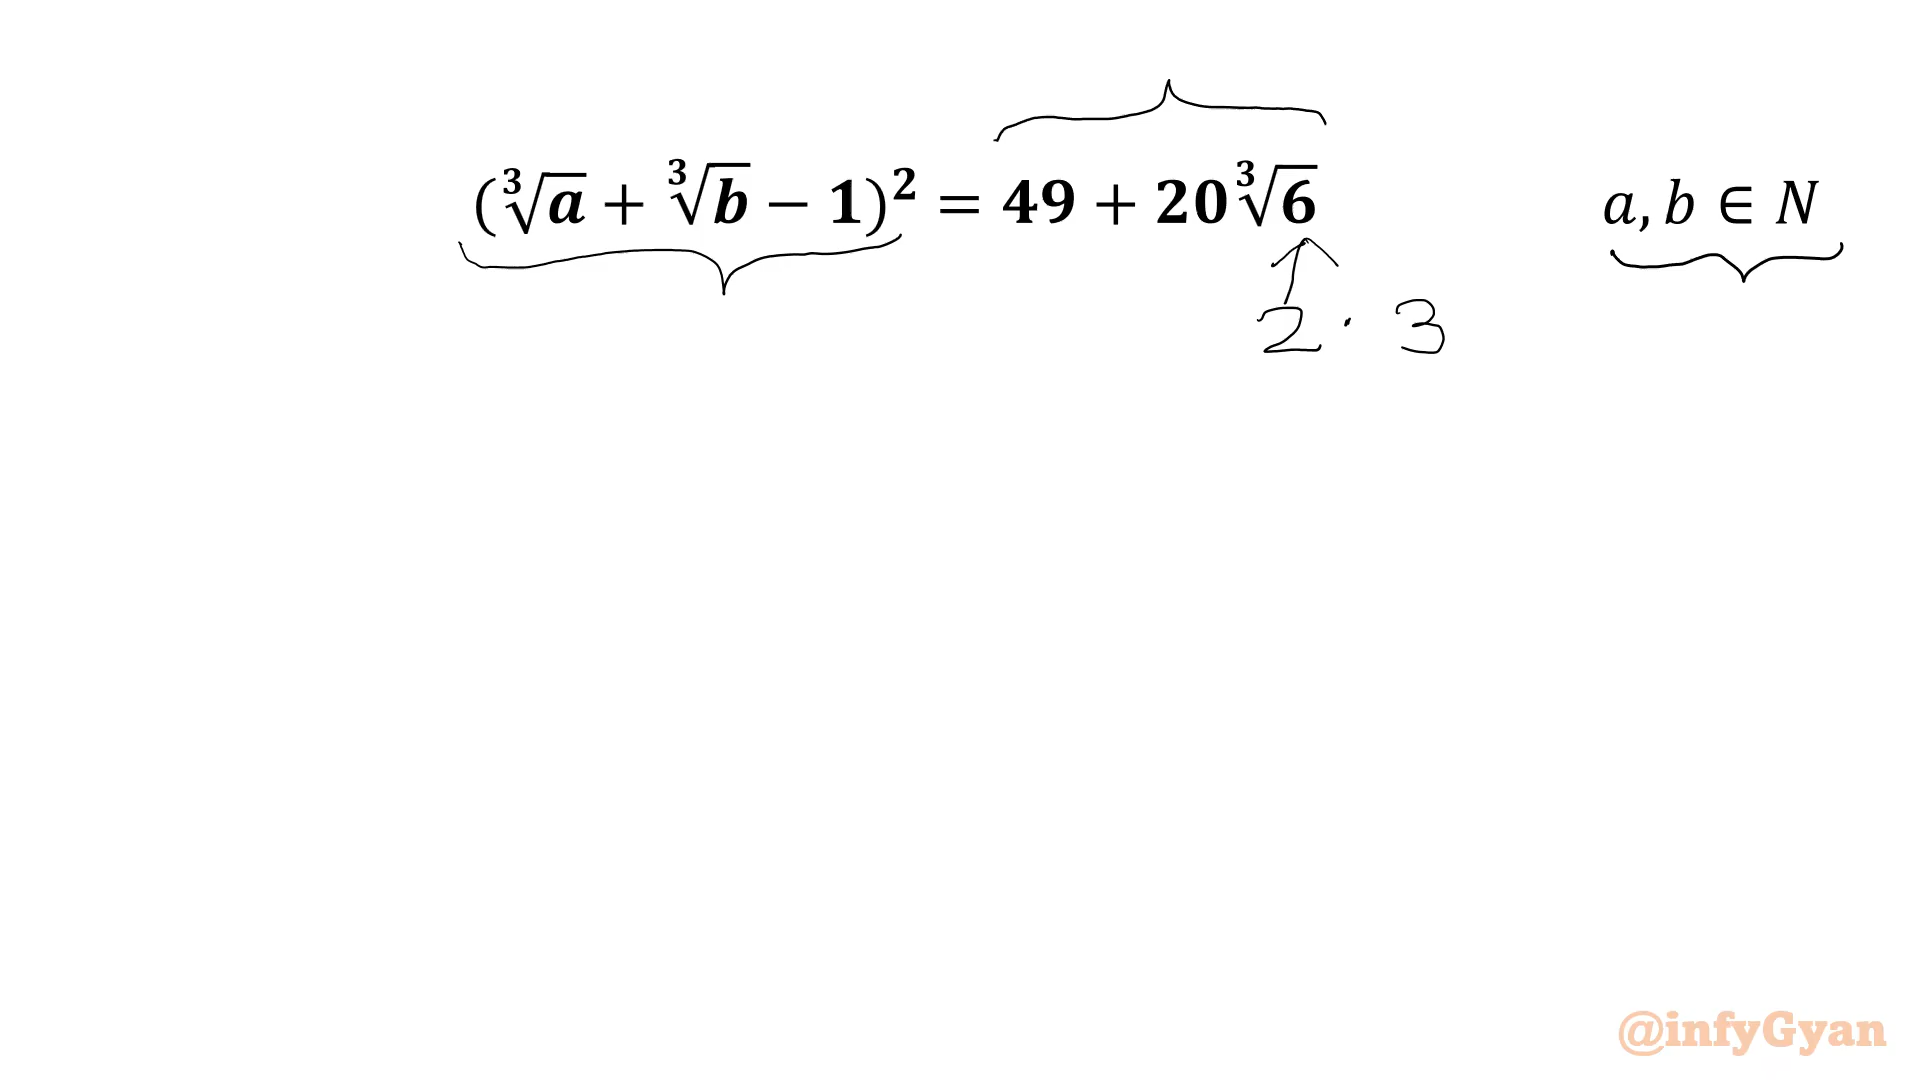 (∛a + ∛b − 1)² = 49 + 20∛6 a, b ∈ N
2 · 3
@infyGyan